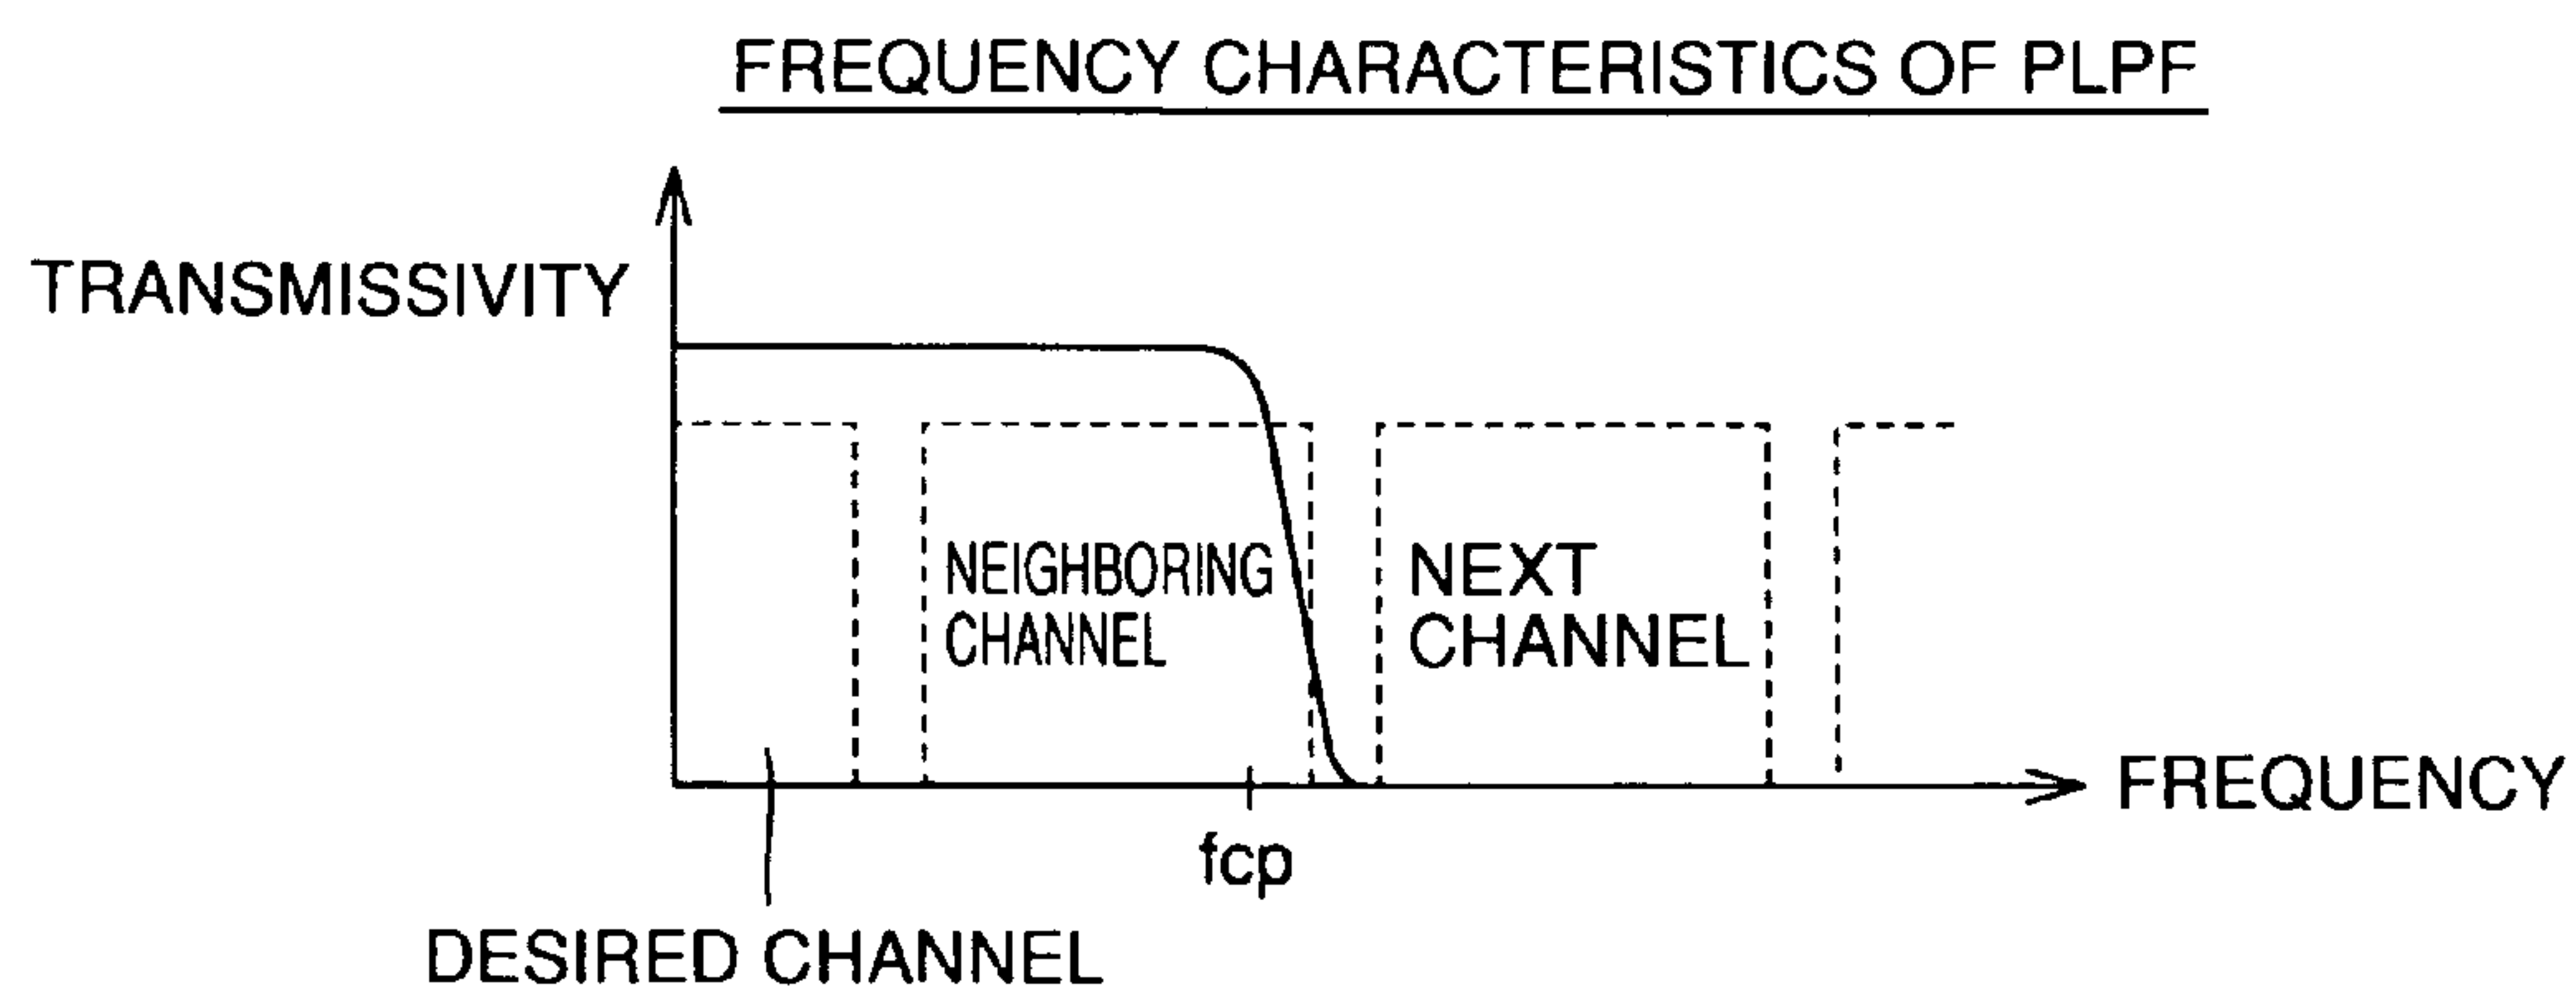 FREQUENCY CHARACTERISTICS OF PLPF
TRANSMISSIVITY
NEIGHBORING
CHANNEL
NEXT
CHANNEL
FREQUENCY
fcp
DESIRED CHANNEL